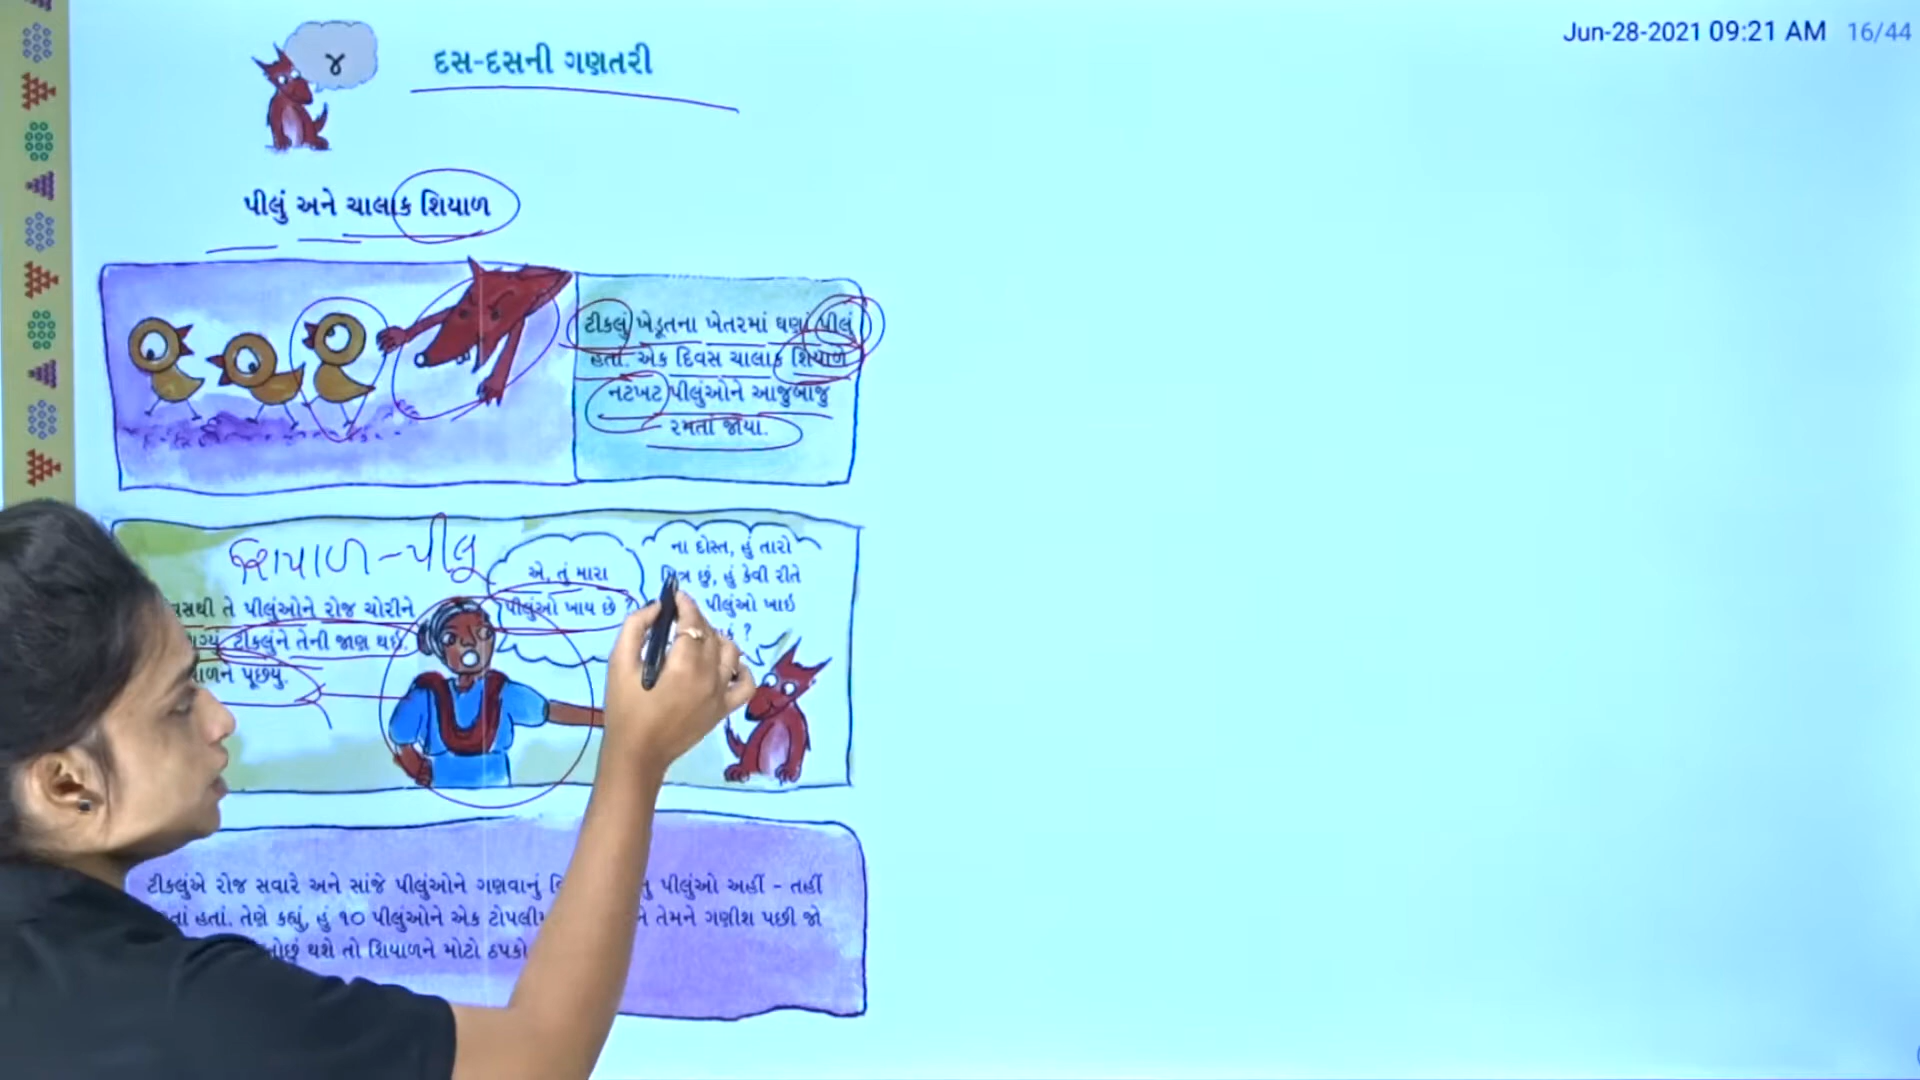 Jun-28-2021 09:21 AM 16/44
૪
દસ-દસની ગણતરી
પીલું અને ચાલાક શિયાળ
ટીકલું ખેડૂતના ખેતરમાં ઘણાં પીલું
હતાં. એક દિવસ ચાલાક શિયાળે
નટખટ પીલુંઓને આજુબાજુ
રમતાં જોયા.
શિયાળ - પીલુ
તે પીલુંઓને રોજ ચોરીને
ટીકલુંને તેની જાણ થઇ.
પૂછયુ.
એ, તું મારા
પીલુંઓ ખાય છે ?
ના દોસ્ત, હું તારો
મિત્ર છું, હું કેવી રીતે
પીલુંઓ ખાઇ
?
ટીકલુંએ રોજ સવારે અને સાંજે પીલુંઓને ગણવાનું પીલુંઓ અહીં - તહીં
હતાં. તેણે કહ્યું, હું ૧૦ પીલુંઓને એક તેમને ગણીશ પછી જો
થશે તો શિયાળને મોટો ઠપકો